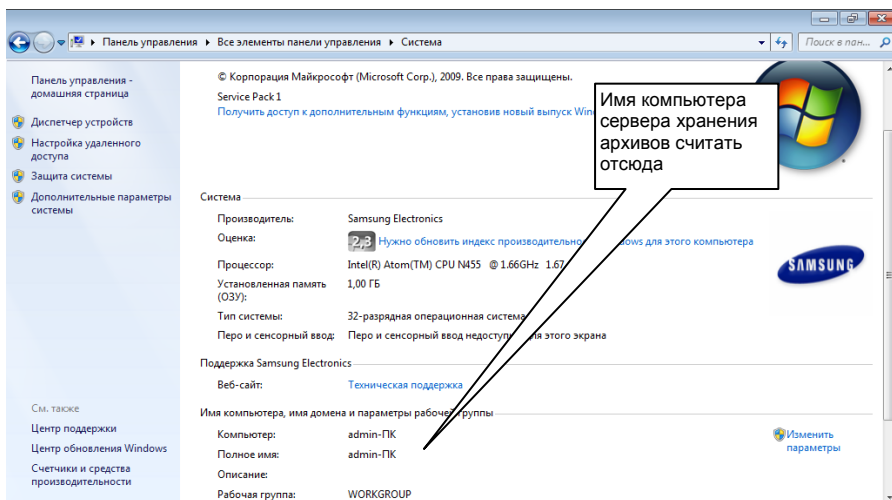 Панель управления ▸ Все элементы панели управления ▸ Система
Поиск в пан...
Панель управления -
домашняя страница
Диспетчер устройств
Настройка удаленного
доступа
Защита системы
Дополнительные параметры
системы
См. также
Центр поддержки
Центр обновления Windows
Счетчики и средства
производительности
© Корпорация Майкрософт (Microsoft Corp.), 2009. Все права защищены.
Service Pack 1
Получить доступ к дополнительным функциям, установив новый выпуск Win
Имя компьютера
сервера хранения
архивов считать
отсюда
Система
Производитель: Samsung Electronics
Оценка: 2,3 Нужно обновить индекс производительно ows для этого компьютера
Процессор: Intel(R) Atom(TM) CPU N455 @ 1.66GHz 1.67
Установленная память
(ОЗУ): 1,00 ГБ
Тип системы: 32-разрядная операционная система
Перо и сенсорный ввод: Перо и сенсорный ввод недоступны для этого экрана
SAMSUNG
Поддержка Samsung Electronics
Веб-сайт: Техническая поддержка
Имя компьютера, имя домена и параметры рабочей группы
Компьютер: admin-ПК
Полное имя: admin-ПК
Описание:
Рабочая группа: WORKGROUP
Изменить
параметры